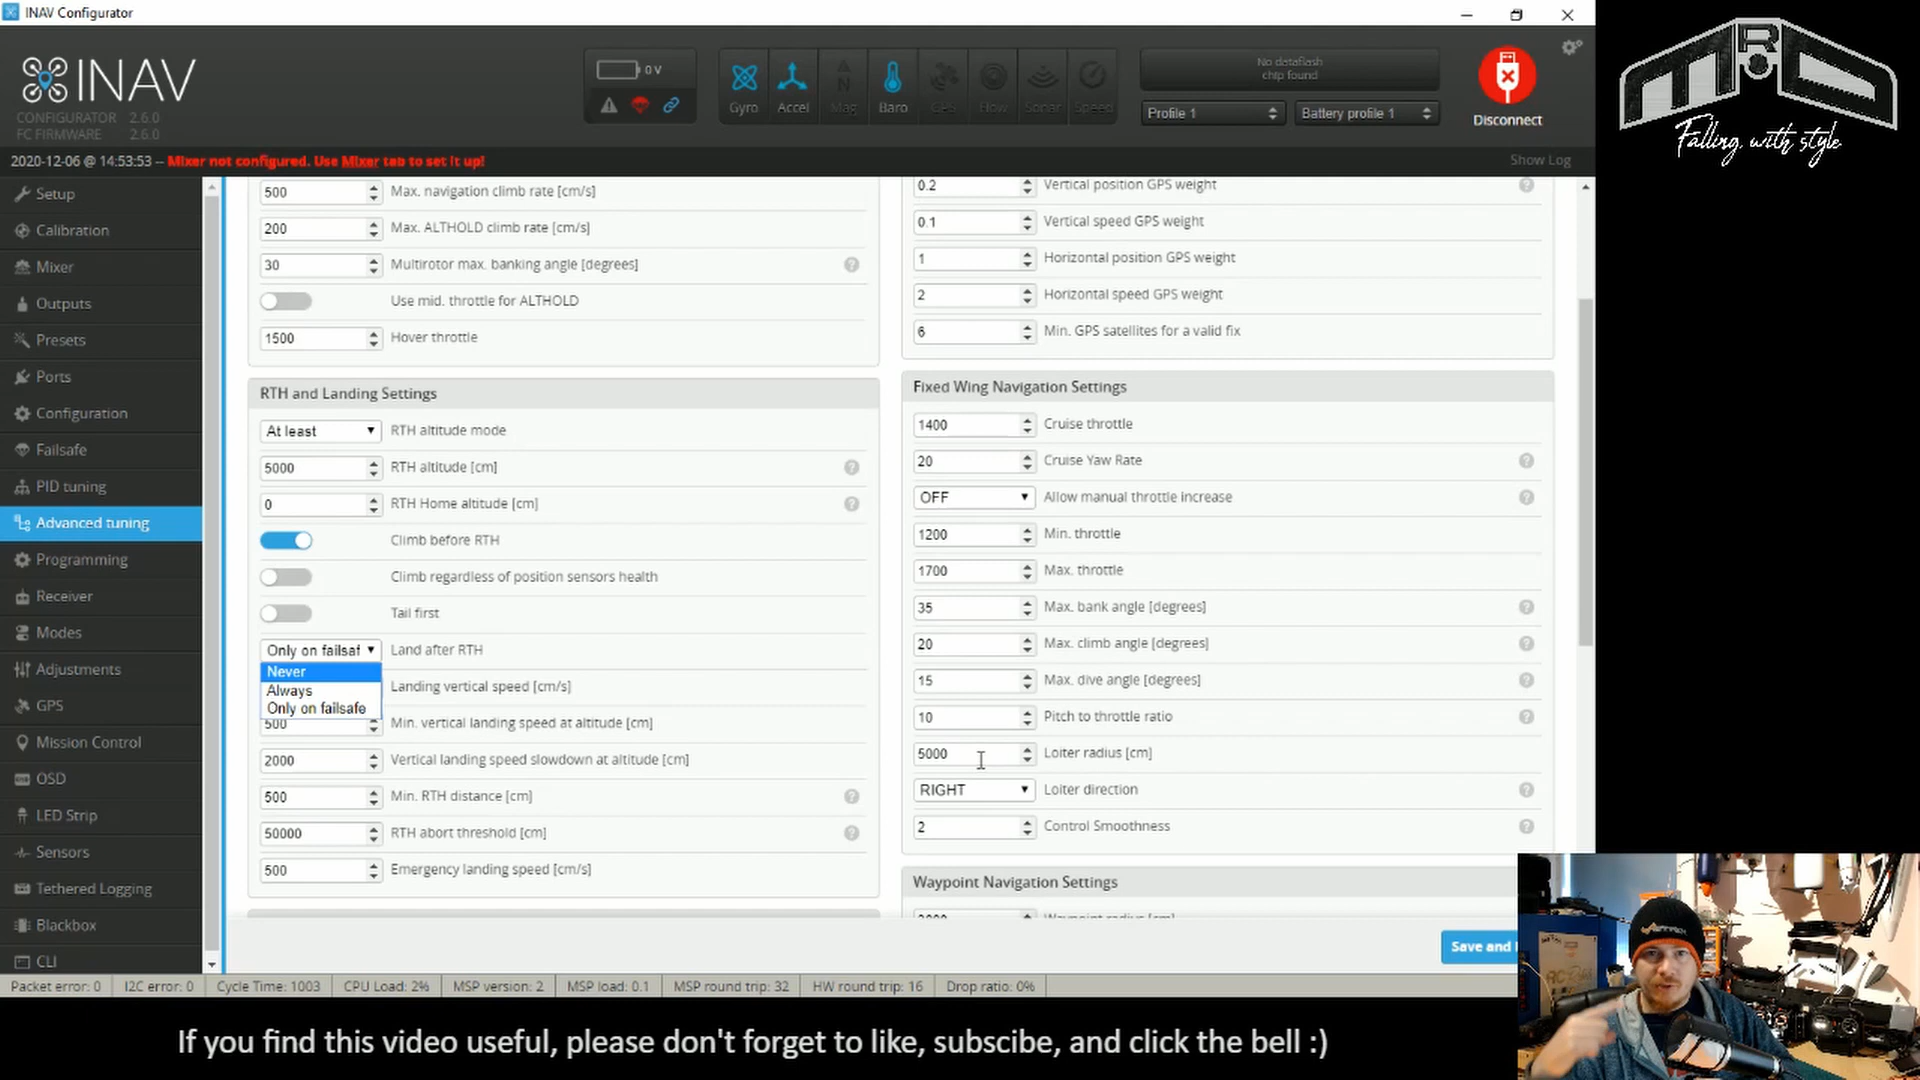 INAV Configurator
INAV
CONFIGURATOR 2.6.0
FC FIRMWARE 2.6.0
0 V
Gyro
Accel
Mag
Baro
GPS
Flow
Sonar
Speed
No dataflash
chip found
Profile 1
Battery profile 1
Disconnect
MRD
Falling with style
2020-12-06 @ 14:53:53 -- Mixer not configured. Use Mixer tab to set it up!
Show Log
Setup
Calibration
Mixer
Outputs
Presets
Ports
Configuration
Failsafe
PID tuning
Advanced tuning
Programming
Receiver
Modes
Adjustments
GPS
Mission Control
OSD
LED Strip
Sensors
Tethered Logging
Blackbox
CLI
500 Max. navigation climb rate [cm/s]
200 Max. ALTHOLD climb rate [cm/s]
30 Multirotor max. banking angle [degrees]
Use mid. throttle for ALTHOLD
1500 Hover throttle
RTH and Landing Settings
At least RTH altitude mode
5000 RTH altitude [cm]
0 RTH Home altitude [cm]
Climb before RTH
Climb regardless of position sensors health
Tail first
Only on failsaf Land after RTH
Never
Always
Only on failsafe
Landing vertical speed [cm/s]
500 Min. vertical landing speed at altitude [cm]
2000 Vertical landing speed slowdown at altitude [cm]
500 Min. RTH distance [cm]
50000 RTH abort threshold [cm]
500 Emergency landing speed [cm/s]
0.2 Vertical position GPS weight
0.1 Vertical speed GPS weight
1 Horizontal position GPS weight
2 Horizontal speed GPS weight
6 Min. GPS satellites for a valid fix
Fixed Wing Navigation Settings
1400 Cruise throttle
20 Cruise Yaw Rate
OFF Allow manual throttle increase
1200 Min. throttle
1700 Max. throttle
35 Max. bank angle [degrees]
20 Max. climb angle [degrees]
15 Max. dive angle [degrees]
10 Pitch to throttle ratio
5000 Loiter radius [cm]
RIGHT Loiter direction
2 Control Smoothness
Waypoint Navigation Settings
Waypoint radius [cm]
Save and
Packet error: 0
I2C error: 0
Cycle Time: 1003
CPU Load: 2%
MSP version: 2
MSP load: 0.1
MSP round trip: 32
HW round trip: 16
Drop ratio: 0%
If you find this video useful, please don't forget to like, subscibe, and click the bell :)